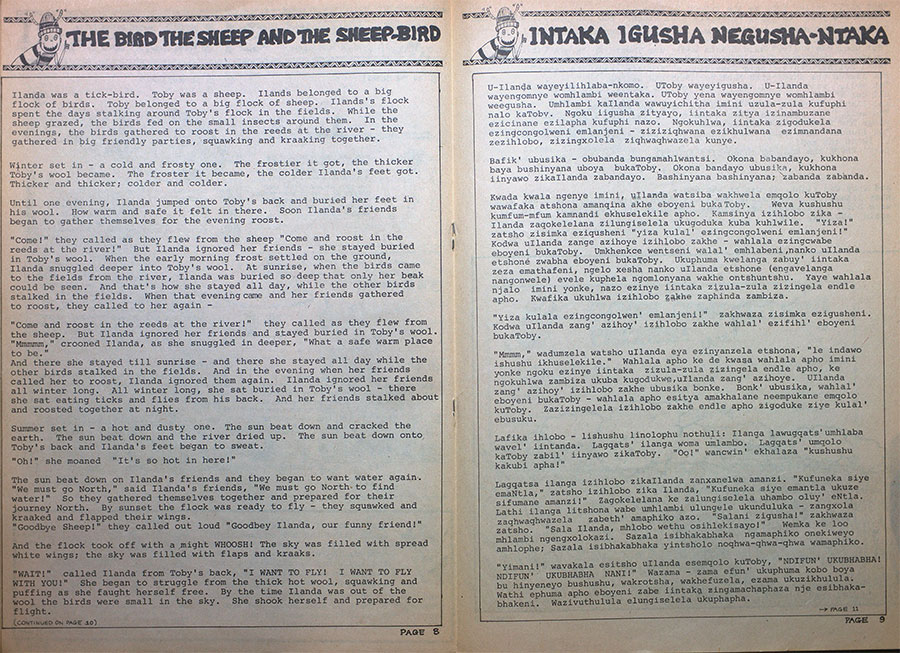 THE BIRD THE SHEEP AND THE SHEEP-BIRD
Ilanda was a tick-bird. Toby was a sheep. Ilands belonged to a big
flock of birds. Toby belonged to a big flock of sheep. Ilands's flock
spent the days stalking around Toby's flock in the fields. While the
sheep grazed, the birds fed on the small insects around them. In the
evenings, the birds gathered to roost in the reeds at the river - they
gathered in big friendly parties, squawking and kraaking together.
Winter set in - a cold and frosty one. The frostier it got, the thicker
Toby's wool became. The froster it became, the colder Ilanda's feet got.
Thicker and thicker; colder and colder.
Until one evening, Ilanda jumped onto Toby's back and buried her feet in
his wool. How warm and safe it felt in there. Soon Ilanda's friends
began to gather themselves for the evening roost.
"Come!" they called as they flew from the sheep "Come and roost in the
reeds at the river!" But Ilanda ignored her friends - she stayed buried
in Toby's wool. When the early morning frost settled on the ground,
Ilanda snuggled deeper into Toby's wool. At sunrise, when the birds came
to the fields from the river, Ilanda was buried so deep that only her beak
could be seen. And that's how she stayed all day, while the other birds
stalked in the fields. When that evening came and her friends gathered
to roost, they called to her again -
"Come and roost in the reeds at the river!" they called as they flew from
the sheep. But Ilanda ignored her friends and stayed buried in Toby's wool.
"Mmmmm," crooned Ilanda, as she snuggled in deeper, "What a safe warm place
to be."
And there she stayed till sunrise - and there she stayed all day while the
other birds stalked in the fields. And in the evening when her friends
called her to roost, Ilanda ignored them again. Ilanda ignored her friends
all winter long. All winter long, she sat buried in Toby's wool - there
she sat eating ticks and flies from his back. And her friends stalked about
and roosted together at night.
Summer set in - a hot and dusty one. The sun beat down and cracked the
earth. The sun beat down and the river dried up. The sun beat down onto
Toby's back and Ilanda's feet began to sweat.
"Oh!" she moaned "It's so hot in here!"
The sun beat down on Ilanda's friends and they began to want water again.
"We must go North," said Ilanda's friends, "We must go North to find
water!" So they gathered themselves together and prepared for their
journey North. By sunset the flock was ready to fly - they squawked and
kraaked and flapped their wings.
"Goodbye Sheep!" they called out loud "Goodbey Ilanda, our funny friend!"
And the flock took off with a might WHOOSH! The sky was filled with spread
white wings; the sky was filled with flaps and kraaks.
"WAIT!" called Ilanda from Toby's back, "I WANT TO FLY! I WANT TO FLY
WITH YOU!" She began to struggle from the thick hot wool, squawking and
puffing as she faught herself free. By the time Ilanda was out of the
wool the birds were small in the sky. She shook herself and prepared for
flight.
(CONTINUED ON PAGE 10)
PAGE 8
INTAKA IGUSHA NEGUSHA-NTAKA
U-Ilanda wayeyilihlaba-nkomo. UToby wayeyigusha. U-Ilanda
wayengomnye womhlambi weentaka. UToby yena wayengomnye womhlambi
weegusha. Umhlambi kaIlanda wawuyichitha imini uzula-zula kufuphi
nalo kaToby. Ngoku iigusha zityayo, iintaka zitya izinambuzane
ezicinane ezilapha kufuphi nazo. Ngokuhlwa, iintaka zigodukela
ezingcongolweni emlanjeni - ziziziqhwana ezikhulwana ezimnandana
zezihlobo, zizingxolela ziqhwaqhwazela kunye.
Bafik' ubusika - obubanda bungamahlwantsi. Okona babandayo, kukhona
baya bushinyana uboya bukaToby. Okona bandayo ubusika, kukhona
iinyawo zikaIlanda zabandayo. Bashinyana bashinyana; zabanda zabanda.
Kwada kwala ngenye imini, uIlanda watsiba wakhwela emqolo kuToby
wawafaka atshona amanqina akhe eboyeni bukaToby. Weva kushushu
kumfum-mfum kamnandi ekhuselekile apho. Kamsinya izihlobo zika -
Ilanda zaqokelelana zilungiselela ukugoduka kuba kuhlwile. "Yiza!"
zatsho zisimka ezigusheni "yiza kulal' ezingcongolweni emlanjeni!"
Kodwa uIlanda zange azihoye izihlobo zakhe - wahlala ezingcwabe
eboyeni bukaToby. Umkhenkce wentseni walal' emhlabeni,nanko uIlanda
etshonè zwabha eboyeni bukaToby. Ukuphuma kwelanga zabuy' iintaka
zeza emathafeni, ngelo xesha nanko uIlanda etshone (engavelanga
nangonwele) evele kuphela ngomlonyana wakhe ontshuntshu. Yaye wahlala
njalo imini yonke, nazo ezinye iintaka zizula-zula zizingela endle
apho. Kwafika ukuhlwa izihlobo zakhe zaphinda zambiza.
"Yiza kulala ezingcongolwen' emlanjeni!" zakhwaza zisimka ezigusheni.
Kodwa uIlanda zang' azihoy' izihlobo zakhe wahlal' ezifihl' eboyeni
bukaToby.
"Mmmm," wadumzela watsho uIlanda eya ezinyanzela etshona, "le indawo
ishushu ikhuselekile." Wahlala apho ke de kwasa wahlala apho imini
yonke ngoku ezinye iintaka zizula-zula zizingela endle apho, ke
ngokuhlwa zambiza ukuba kugodukwe,uIlanda zang' azihoye. UIlanda
zang' azihoy' izihlobo zakhe ubusika bonke. Bonk' ubusika, wahlal'
eboyeni bukaToby - wahlala apho esitya amakhalane neempukane emqolo
kuToby. Zazizingelela izihlobo zakhe endle apho zigoduke ziye kulal'
ebusuku.
Lafika ihlobo - lishushu linolophu nothuli: Ilanga lawuqqats'umhlaba
wavel' iintanda. Laqqats' ilanga woma umlambo. Laqqats' umqolo
kaToby zabil' iinyawo zikaToby. "Oo!" wancwin' ekhalaza "kushushu
kakubi apha!"
Laqqatsa ilanga izihlobo zikaIlanda zanxanelwa amanzi. "Kufuneka siye
emaNtla," zatsho izihlobo zika Ilanda, "Kufuneka siye emantla ukuze
sifumane amanzi!" Zaqokelelana ke zalungiselela uhambo oluy' eNtla.
Lathi ilanga litshona wabe umhlambi ulungele ukunduluka - zangxola
zaqhwaqhwazela zabeth' amaphiko azo. "Salani zigusha!" zakhwaza
zatsho. "Sala Ilanda, mhlobo wethu osihlekisayo!" Wemka ke loo
mhlambi ngengxolokazi. Sazala isibhakabhaka ngamaphiko onekiweyo
amhlophe; Sazala isibhakabhaka yintsholo noqhwa-qhwa-qhwa wamaphiko.
"Yimani!" wavakala esitsho uIlanda esemqolo kuToby, "NDIFUN' UKUBHABHA!
NDIFUN' UKUBHABHA NANI!" Wazama - zama efun' ukuphuma kobo boya
bu hinyeneyo bushushu, wakrotsha, wakhefuzela, ezama ukuzikhulula.
Wathi ephuma apho eboyeni zabe iintaka zingamachaphaza nje esibhaka-
bhakeni. Wazivuthulula elungiselela ukuphapha.
→ PAGE 11
PAGE 9